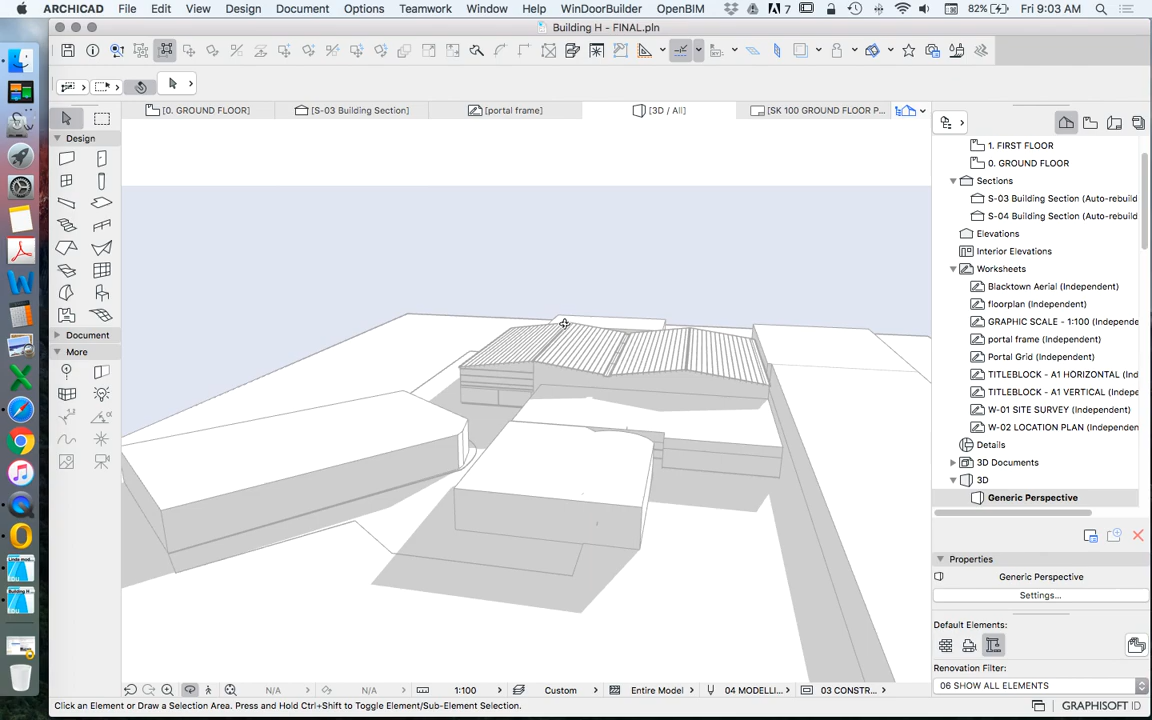 ARCHICAD File Edit View Design Document Options Teamwork Window Help WinDoorBuilder OpenBIM 7 82% Fri 9:03 AM
Building H - FINAL.pln
[0. GROUND FLOOR] [S-03 Building Section] [portal frame] [3D / All] [SK 100 GROUND FLOOR P...
Design
Document
More
1. FIRST FLOOR
0. GROUND FLOOR
Sections
S-03 Building Section (Auto-rebuild
S-04 Building Section (Auto-rebuild
Elevations
Interior Elevations
Worksheets
Blacktown Aerial (Independent)
floorplan (Independent)
GRAPHIC SCALE - 1:100 (Independe
portal frame (Independent)
Portal Grid (Independent)
TITLEBLOCK - A1 HORIZONTAL (Ind
TITLEBLOCK - A1 VERTICAL (Indepe
W-01 SITE SURVEY (Independent)
W-02 LOCATION PLAN (Independen
Details
3D Documents
3D
Generic Perspective
Properties
Generic Perspective
Settings...
Default Elements:
Renovation Filter:
06 SHOW ALL ELEMENTS
N/A N/A 1:100 Custom Entire Model 04 MODELLI... 03 CONSTR...
Click an Element or Draw a Selection Area. Press and Hold Ctrl+Shift to Toggle Element/Sub-Element Selection.
GRAPHISOFT ID